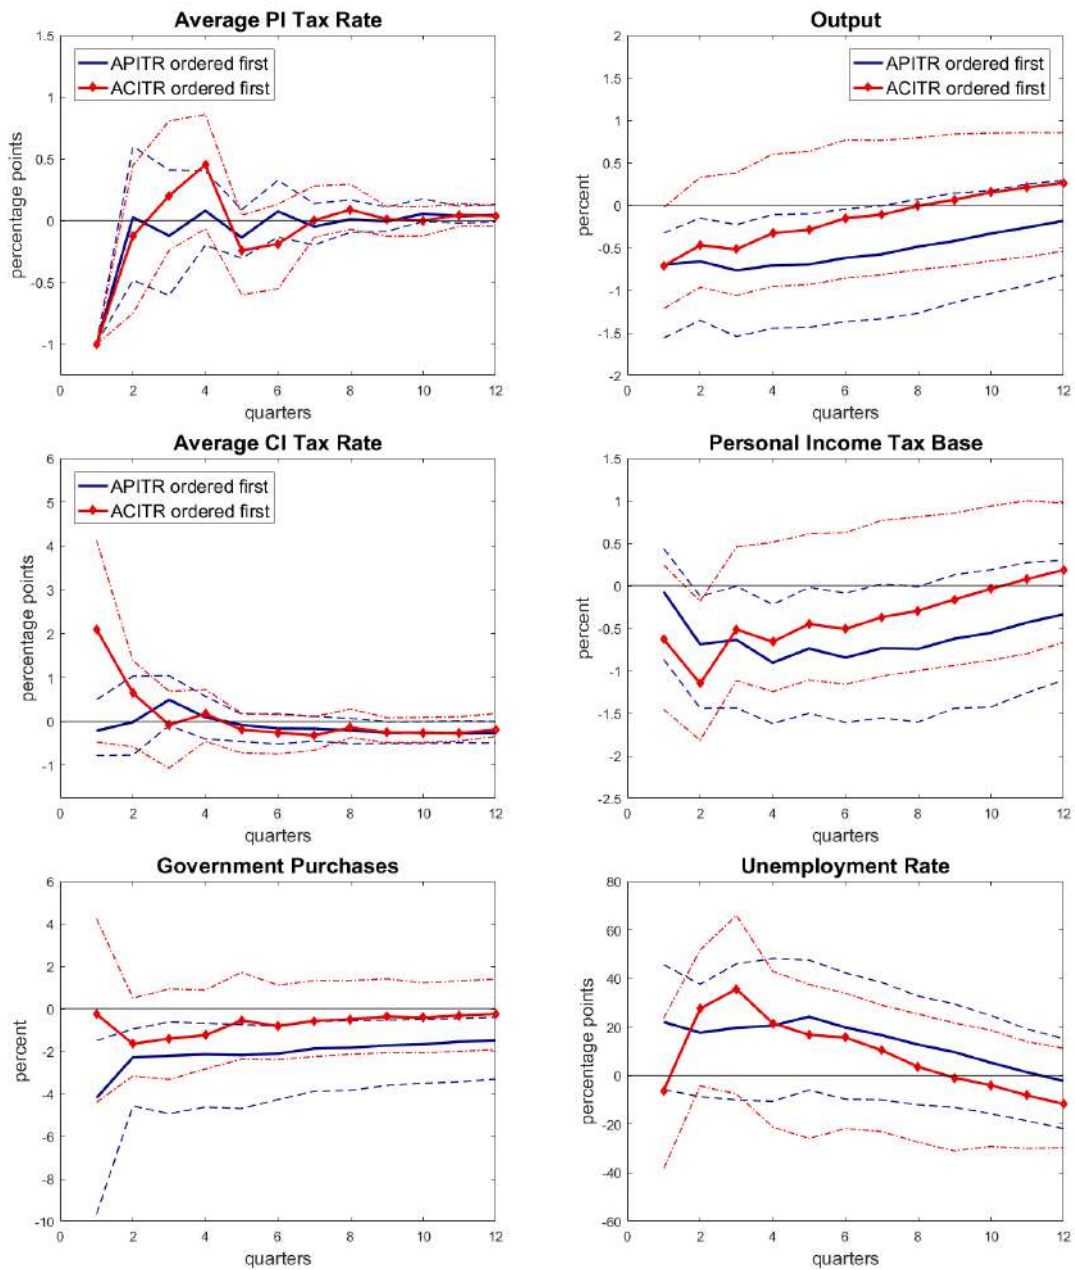 Average PI Tax Rate
1.5
1
0.5
0
-0.5
-1
percentage points
APITR ordered first
ACITR ordered first
0 2 4 6 8 10 12
quarters
Output
2
1.5
1
0.5
0
-0.5
-1
-1.5
-2
percent
APITR ordered first
ACITR ordered first
0 2 4 6 8 10 12
quarters
Average CI Tax Rate
6
5
4
3
2
1
0
-1
percentage points
APITR ordered first
ACITR ordered first
0 2 4 6 8 10 12
quarters
Personal Income Tax Base
1.5
1
0.5
0
-0.5
-1
-1.5
-2
-2.5
percent
0 2 4 6 8 10 12
quarters
Government Purchases
6
4
2
0
-2
-4
-6
-8
-10
percent
0 2 4 6 8 10 12
quarters
Unemployment Rate
80
60
40
20
0
-20
-40
-60
percentage points
0 2 4 6 8 10 12
quarters